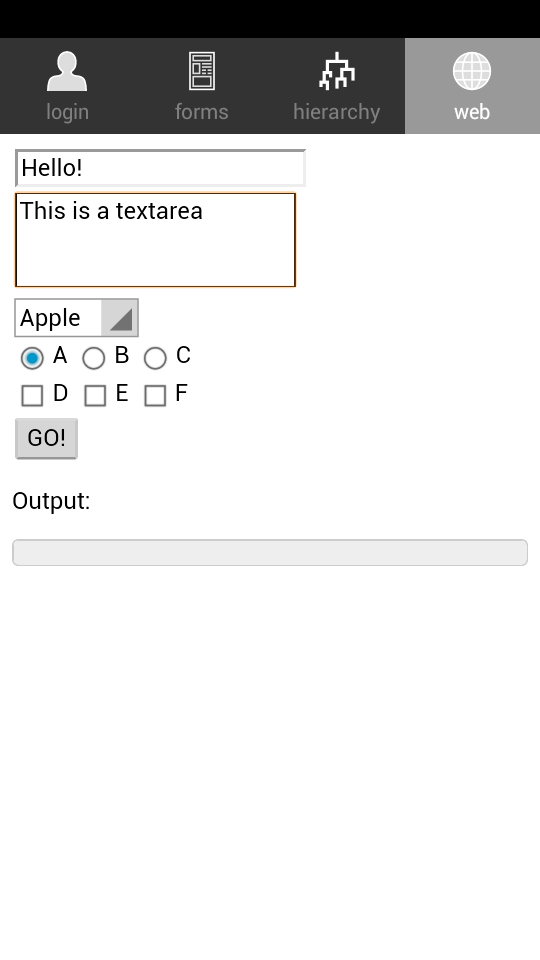 login forms hierarchy web
Hello!
This is a textarea
Apple
A B C
D E F
GO!
Output: